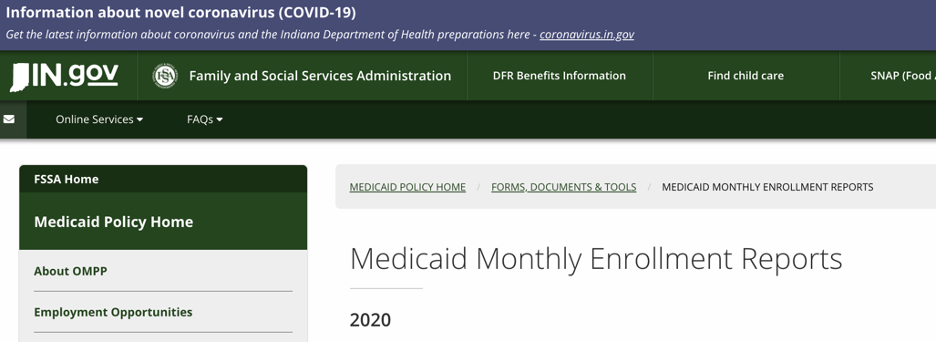 Information about novel coronavirus (COVID-19)
Get the latest information about coronavirus and the Indiana Department of Health preparations here - coronavirus.in.gov
IN.gov
FSSA
Family and Social Services Administration
DFR Benefits Information
Find child care
SNAP (Food
Online Services
FAQs
FSSA Home
Medicaid Policy Home
About OMPP
Employment Opportunities
MEDICAID POLICY HOME / FORMS, DOCUMENTS & TOOLS / MEDICAID MONTHLY ENROLLMENT REPORTS
Medicaid Monthly Enrollment Reports
2020